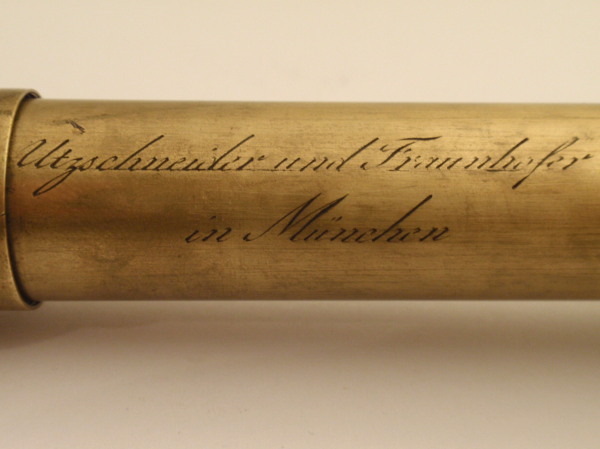 Utzschneider und Fraunhofer
in München